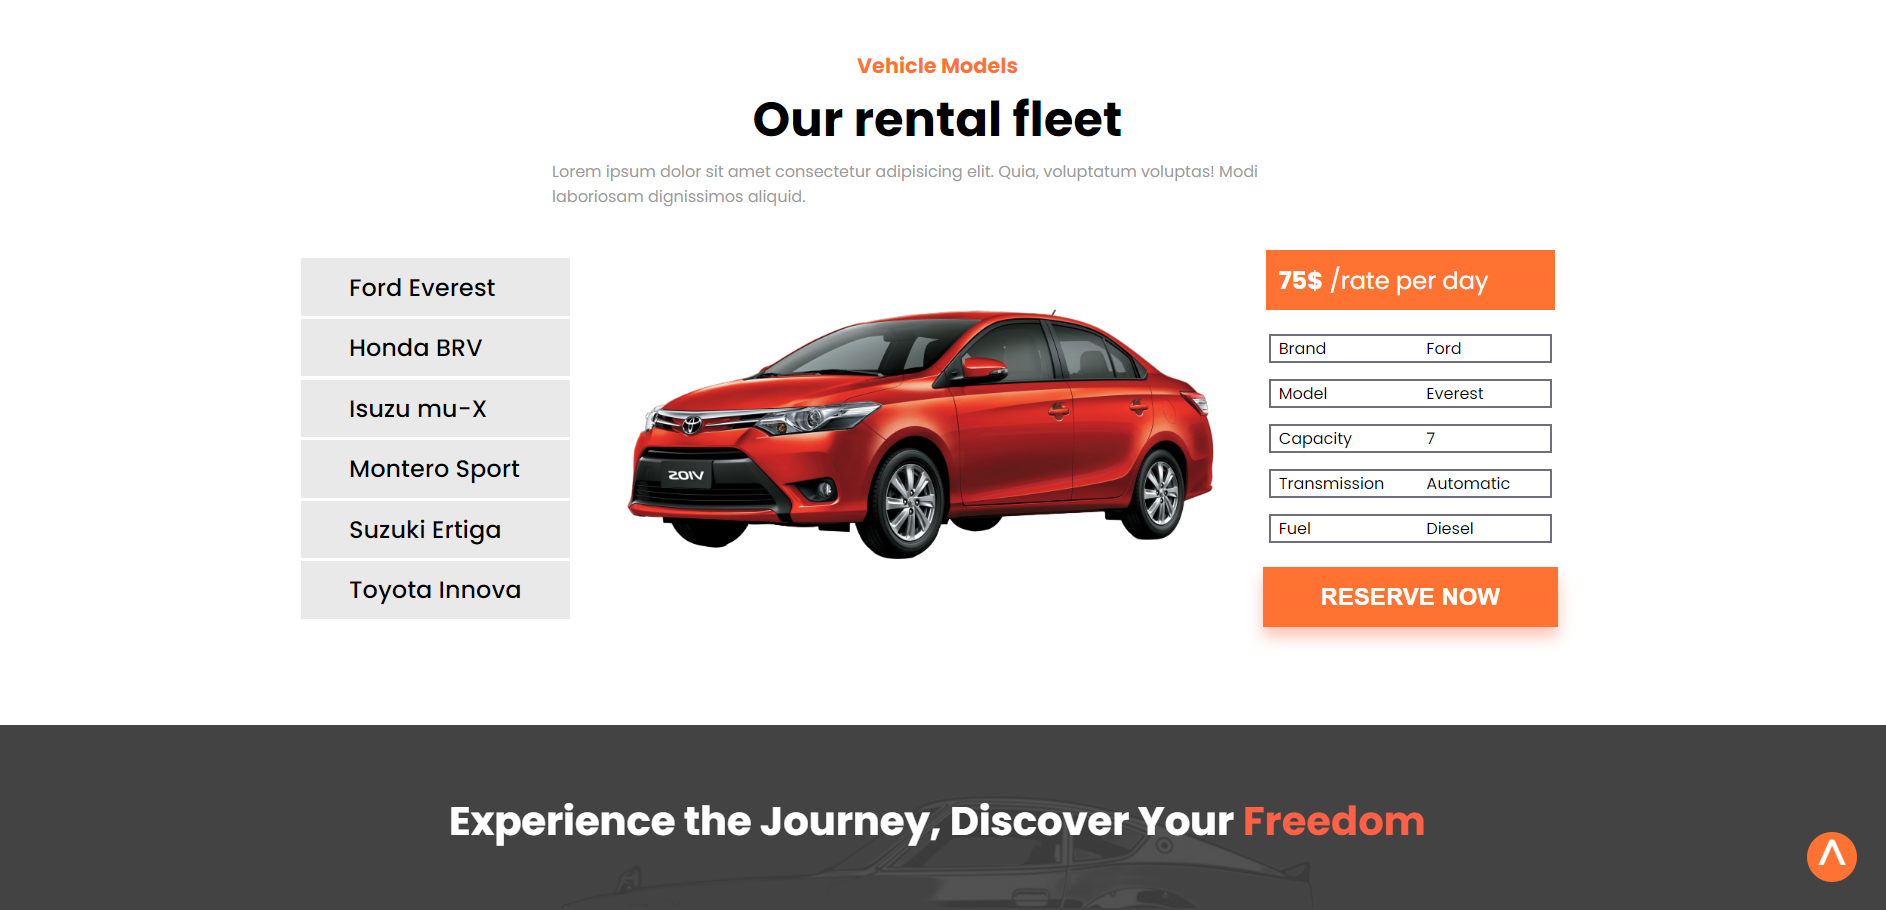 Vehicle Models
Our rental fleet
Lorem ipsum dolor sit amet consectetur adipisicing elit. Quia, voluptatum voluptas! Modi
laboriosam dignissimos aliquid.
Ford Everest
Honda BRV
Isuzu mu-X
Montero Sport
Suzuki Ertiga
Toyota Innova
VIOS
75$ /rate per day
Brand Ford
Model Everest
Capacity 7
Transmission Automatic
Fuel Diesel
RESERVE NOW
Experience the Journey, Discover Your Freedom